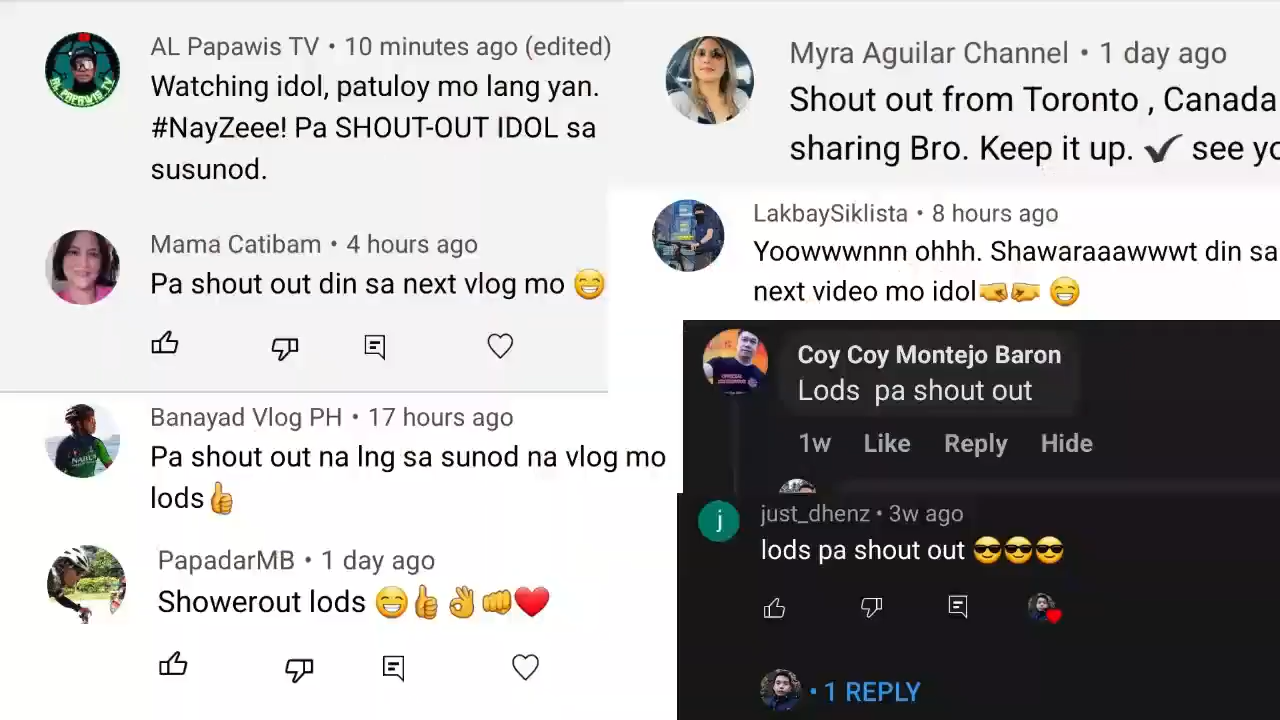 AL Papawis TV • 10 minutes ago (edited)
Watching idol, patuloy mo lang yan.
#NayZeee! Pa SHOUT-OUT IDOL sa
susunod.
Mama Catibam • 4 hours ago
Pa shout out din sa next vlog mo 😁
Banayad Vlog PH • 17 hours ago
Pa shout out na lng sa sunod na vlog mo
lods👍
PapadarMB • 1 day ago
Showerout lods 😁👍👌👊❤️
Myra Aguilar Channel • 1 day ago
Shout out from Toronto , Canada
sharing Bro. Keep it up. ✔ see
LakbaySiklista • 8 hours ago
Yoowwwnnn ohhh. Shawaraaawwwt din sa
next video mo idol🤜🤛 😁
Coy Coy Montejo Baron
Lods pa shout out
1w Like Reply Hide
j
just_dhenz • 3w ago
lods pa shout out 😎😎😎
• 1 REPLY